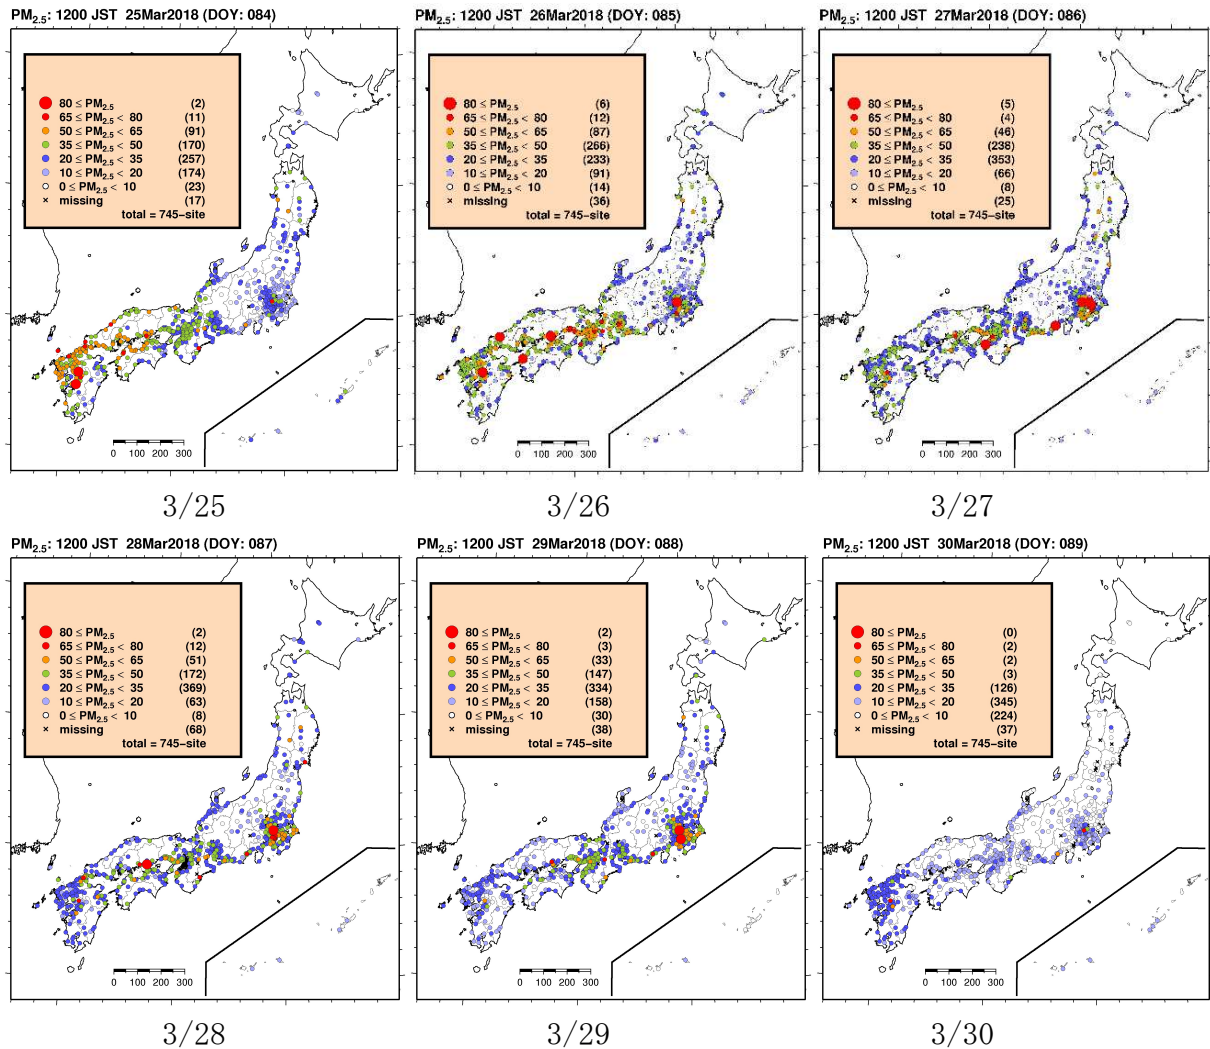 PM2.5: 1200 JST 25Mar2018 (DOY: 084)
80 ≤ PM2.5 (2)
65 ≤ PM2.5 < 80 (11)
50 ≤ PM2.5 < 65 (91)
35 ≤ PM2.5 < 50 (170)
20 ≤ PM2.5 < 35 (257)
10 ≤ PM2.5 < 20 (174)
0 ≤ PM2.5 < 10 (23)
missing (17)
total = 745-site
0 100 200 300
3/25
PM2.5: 1200 JST 26Mar2018 (DOY: 085)
80 ≤ PM2.5 (6)
65 ≤ PM2.5 < 80 (12)
50 ≤ PM2.5 < 65 (87)
35 ≤ PM2.5 < 50 (266)
20 ≤ PM2.5 < 35 (233)
10 ≤ PM2.5 < 20 (91)
0 ≤ PM2.5 < 10 (14)
missing (36)
total = 745-site
0 100 200 300
3/26
PM2.5: 1200 JST 27Mar2018 (DOY: 086)
80 ≤ PM2.5 (5)
65 ≤ PM2.5 < 80 (4)
50 ≤ PM2.5 < 65 (46)
35 ≤ PM2.5 < 50 (238)
20 ≤ PM2.5 < 35 (353)
10 ≤ PM2.5 < 20 (66)
0 ≤ PM2.5 < 10 (8)
missing (25)
total = 745-site
0 100 200 300
3/27
PM2.5: 1200 JST 28Mar2018 (DOY: 087)
80 ≤ PM2.5 (2)
65 ≤ PM2.5 < 80 (12)
50 ≤ PM2.5 < 65 (51)
35 ≤ PM2.5 < 50 (172)
20 ≤ PM2.5 < 35 (369)
10 ≤ PM2.5 < 20 (63)
0 ≤ PM2.5 < 10 (8)
missing (68)
total = 745-site
0 100 200 300
3/28
PM2.5: 1200 JST 29Mar2018 (DOY: 088)
80 ≤ PM2.5 (2)
65 ≤ PM2.5 < 80 (3)
50 ≤ PM2.5 < 65 (33)
35 ≤ PM2.5 < 50 (147)
20 ≤ PM2.5 < 35 (334)
10 ≤ PM2.5 < 20 (158)
0 ≤ PM2.5 < 10 (30)
missing (38)
total = 745-site
0 100 200 300
3/29
PM2.5: 1200 JST 30Mar2018 (DOY: 089)
80 ≤ PM2.5 (0)
65 ≤ PM2.5 < 80 (2)
50 ≤ PM2.5 < 65 (2)
35 ≤ PM2.5 < 50 (3)
20 ≤ PM2.5 < 35 (126)
10 ≤ PM2.5 < 20 (345)
0 ≤ PM2.5 < 10 (224)
missing (37)
total = 745-site
0 100 200 300
3/30